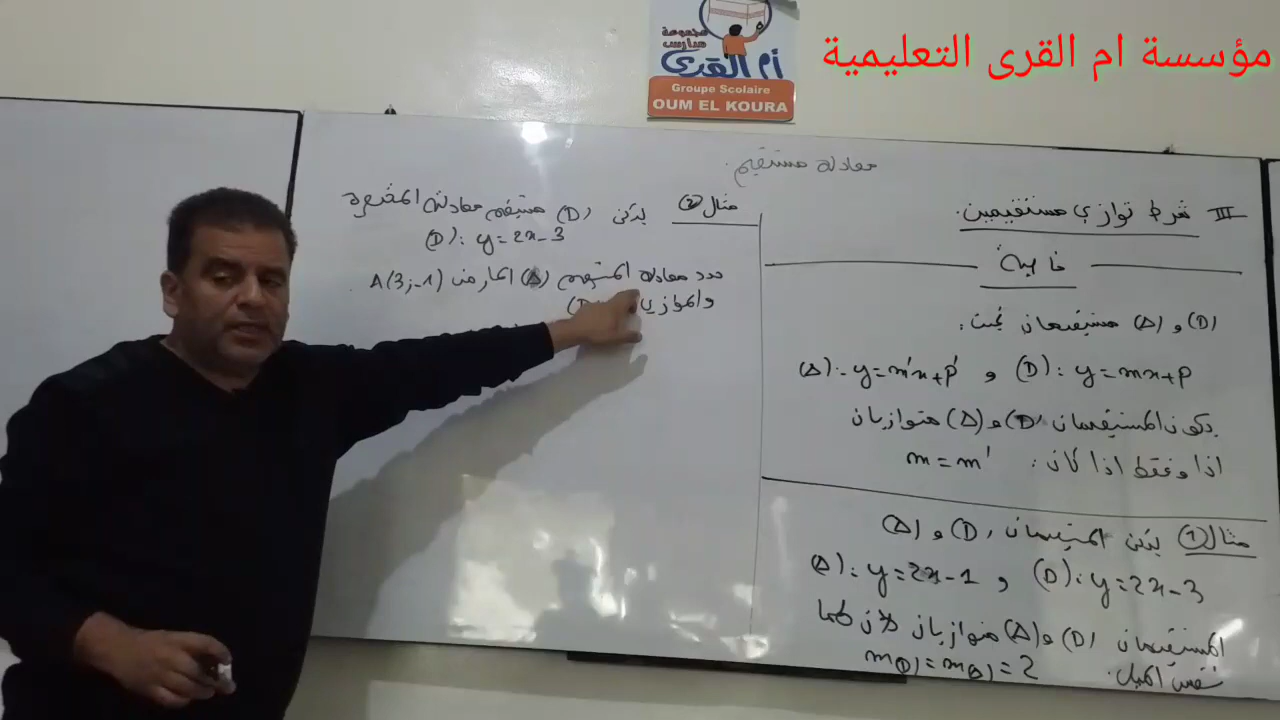 مؤسسة ام القرى التعليمية
مجموعة مدارس
أم القرى
Groupe Scolaire
OUM EL KOURA
معادلة مستقيم.
III شرط توازي مستقيمين.
خاصية
(D) و (Δ) مستقيمان بحيث:
(D): y = mx + p و (Δ): y = m'x + p'
يكون المستقيمان (D) و (Δ) متوازيان
اذا وفقط اذا كان: m = m'
مثال ① ليكن المستقيمان (D) و (Δ)
(D): y = 2x - 3 و (Δ): y = 2x - 1
المستقيمان (D) و (Δ) متوازيان لأن لهما
نفس الميل. m(D) = m(Δ) = 2
مثال ② ليكن (D) مستقيم معادلته المختصرة
(D): y = 2x - 3
حدد معادلة المستقيم (Δ) المار من A(3;-1)
والموازي